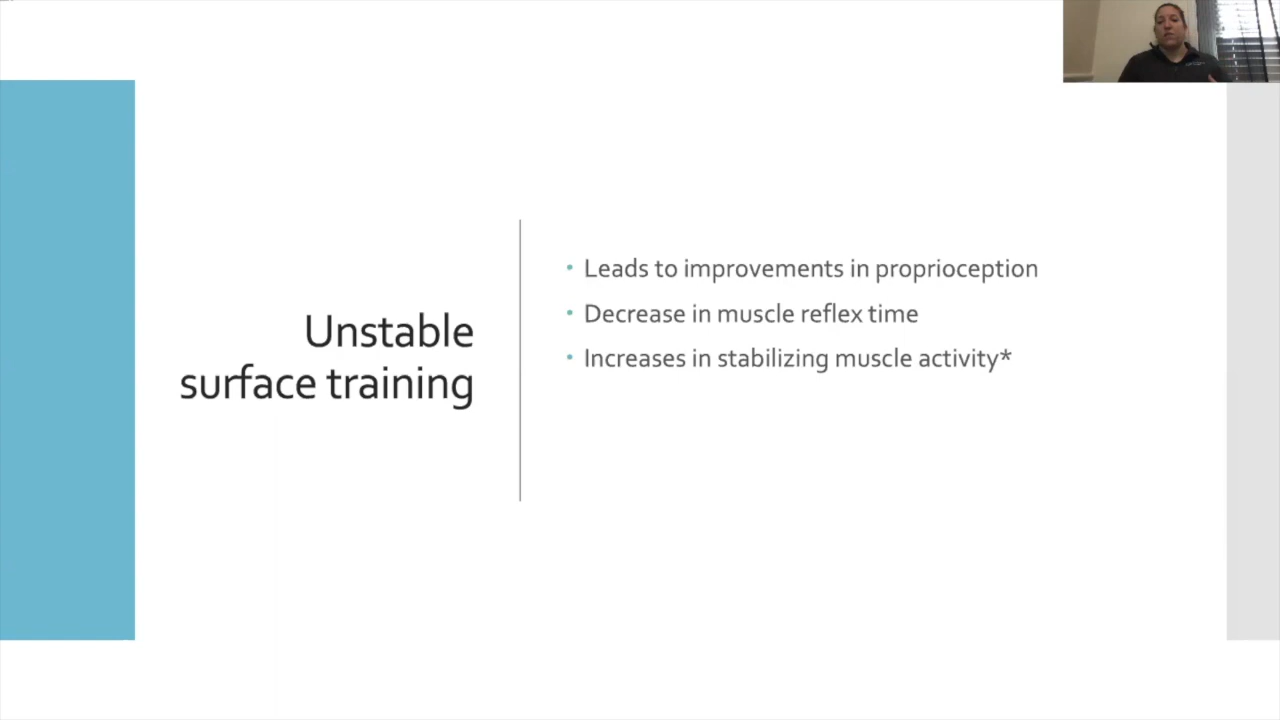 Unstable
surface training
• Leads to improvements in proprioception
• Decrease in muscle reflex time
• Increases in stabilizing muscle activity*